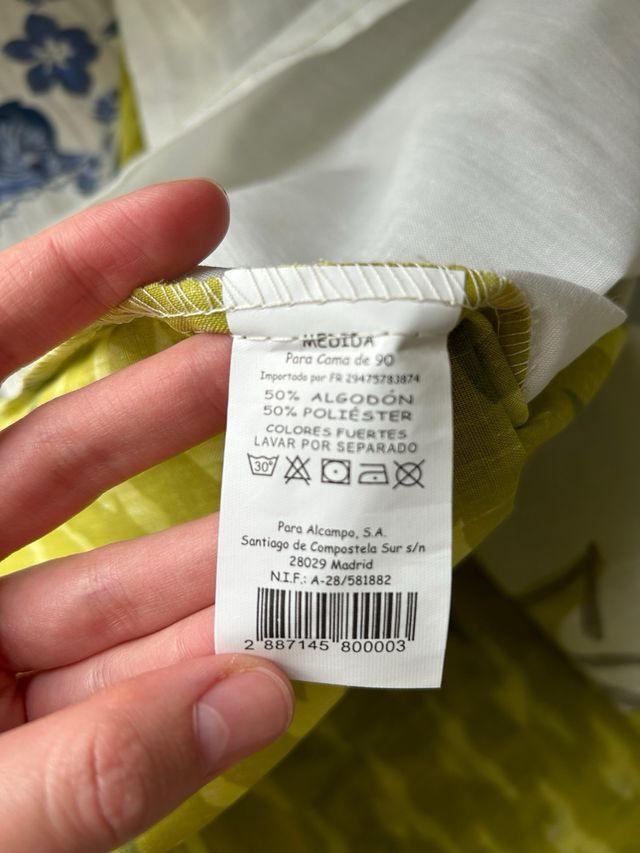 MEDIDA
Para Cama de 90
Importado por FR 29475783874
50% ALGODÓN
50% POLIÉSTER
COLORES FUERTES
LAVAR POR SEPARADO
30°
Para Alcampo, S.A.
Santiago de Compostela Sur s/n
28029 Madrid
N.I.F.: A-28/581882
2 887145 800003